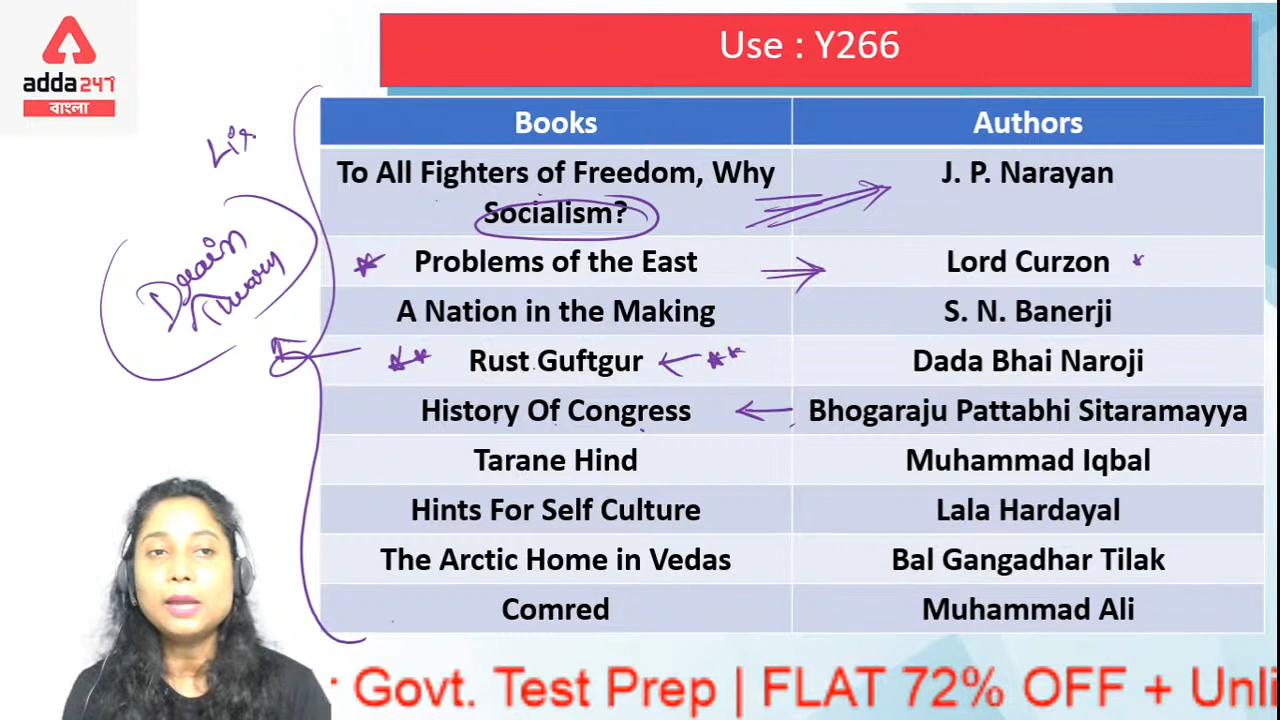 adda247
বাংলা
Use : Y266
Books Authors
To All Fighters of Freedom, Why Socialism? J. P. Narayan
Problems of the East Lord Curzon
A Nation in the Making S. N. Banerji
Rust Guftgur Dada Bhai Naroji
History Of Congress Bhogaraju Pattabhi Sitaramayya
Tarane Hind Muhammad Iqbal
Hints For Self Culture Lala Hardayal
The Arctic Home in Vedas Bal Gangadhar Tilak
Comred Muhammad Ali
Drain
Theory
r Govt. Test Prep | FLAT 72% OFF + Unli